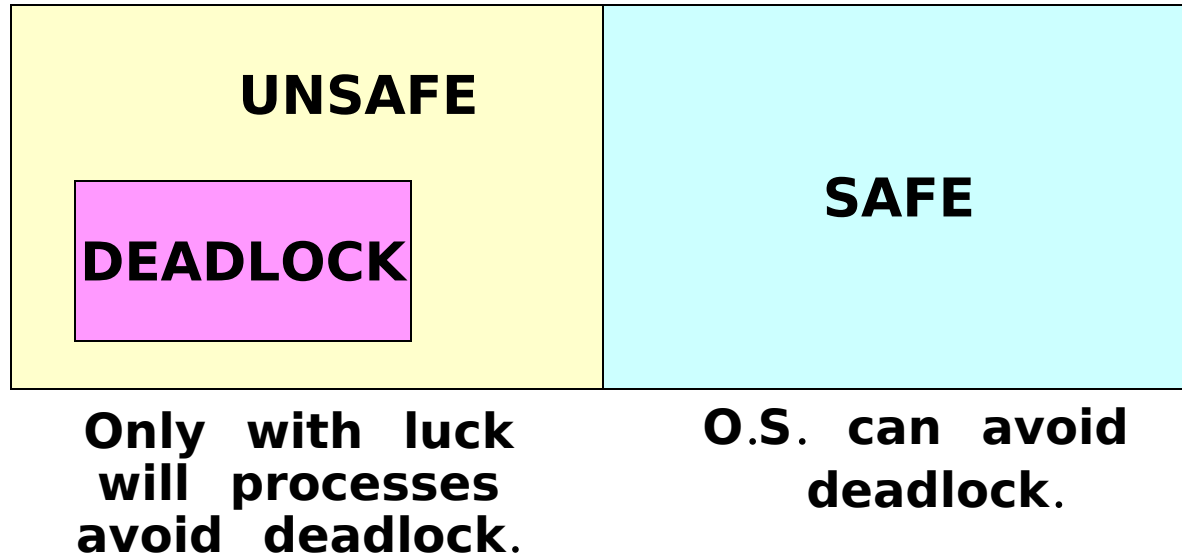 UNSAFE
DEADLOCK
SAFE
Only with luck
will processes
avoid deadlock.
O.S. can avoid
deadlock.